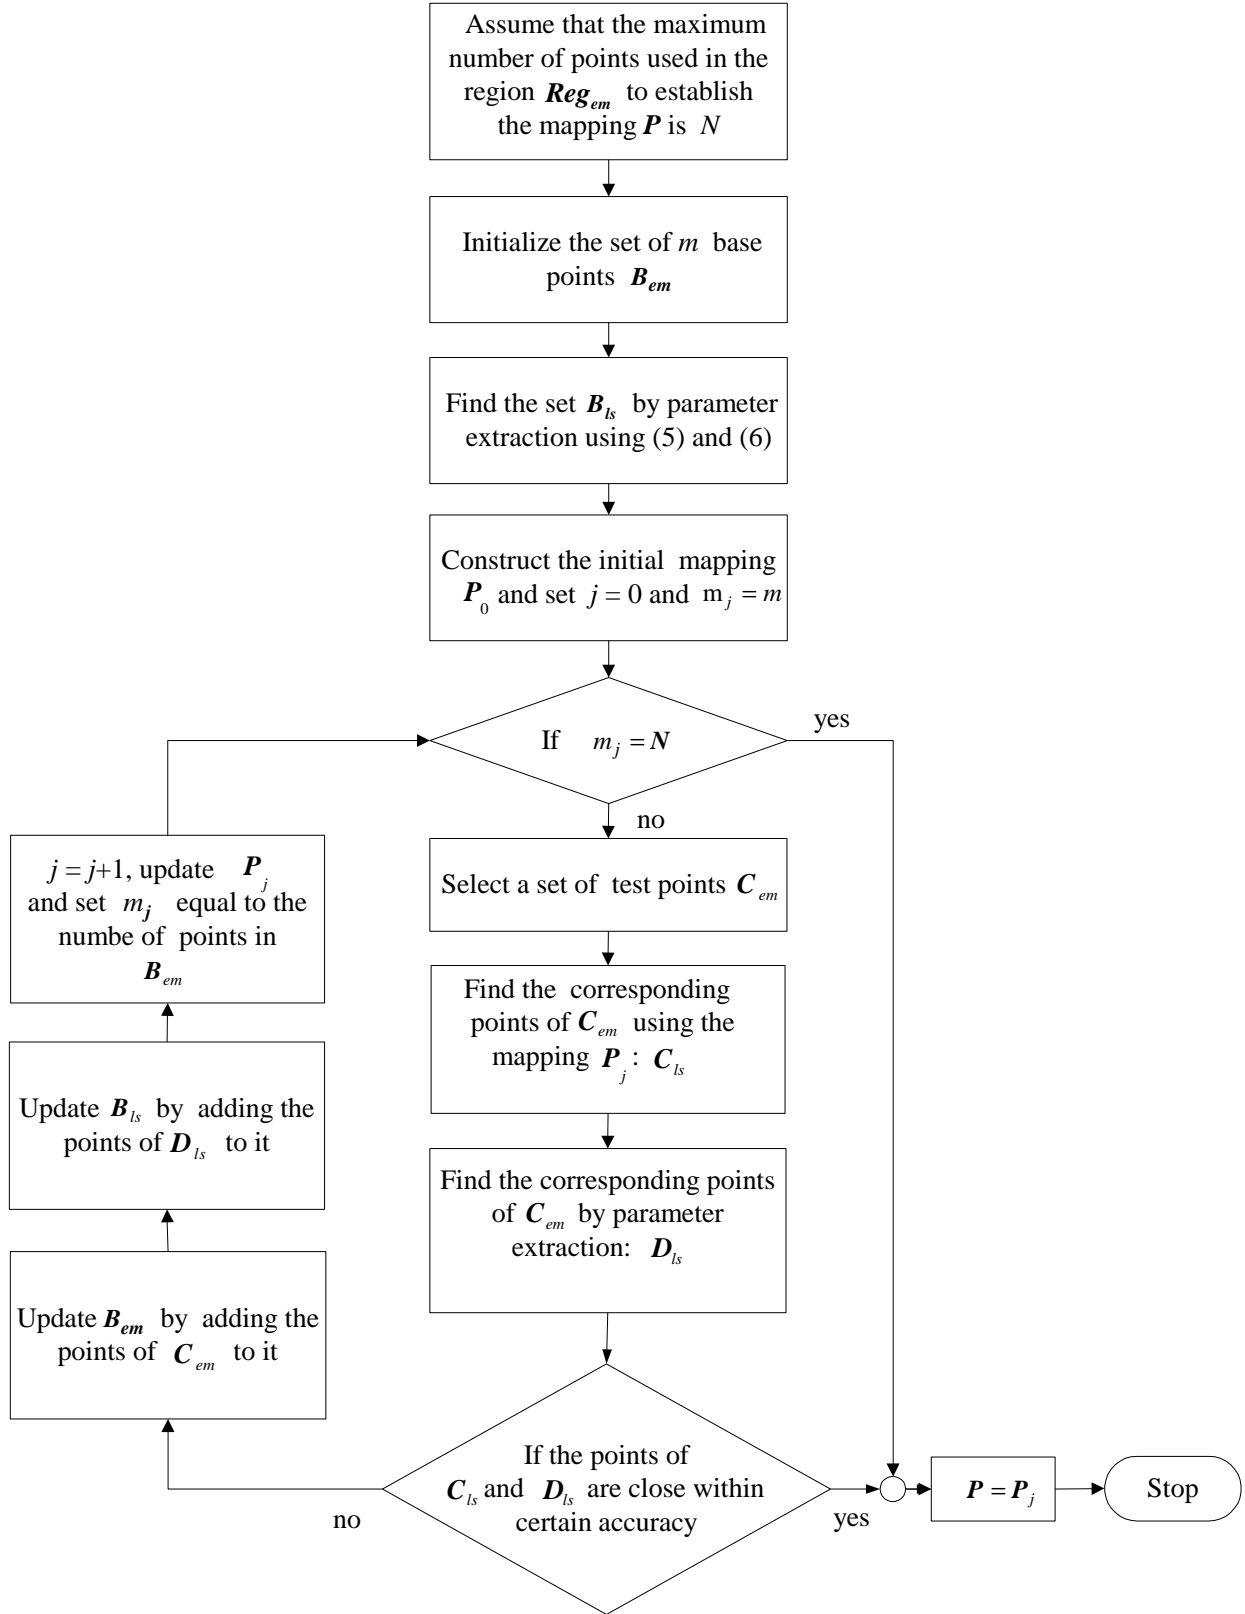 Assume that the maximum
number of points used in the
region Reg_em to establish
the mapping P is N
Initialize the set of m base
points B_em
Find the set B_ls by parameter
extraction using (5) and (6)
Construct the initial mapping
P_0 and set j = 0 and m_j = m
If m_j = N
yes
no
Select a set of test points C_em
Find the corresponding
points of C_em using the
mapping P_j : C_ls
Find the corresponding points
of C_em by parameter
extraction: D_ls
If the points of
C_ls and D_ls are close within
certain accuracy
no
yes
Update B_em by adding the
points of C_em to it
Update B_ls by adding the
points of D_ls to it
j = j+1, update P_j
and set m_j equal to the
numbe of points in
B_em
P = P_j
Stop